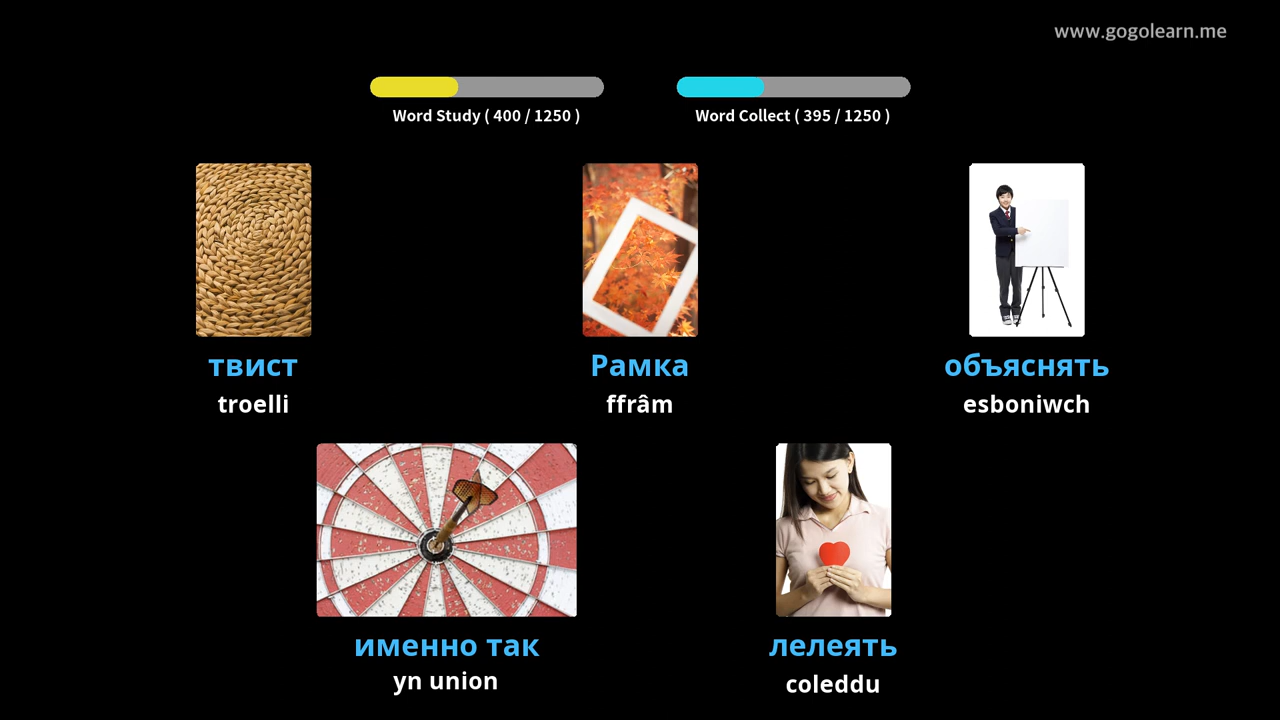 www.gogolearn.me
Word Study ( 400 / 1250 )
Word Collect ( 395 / 1250 )
твист
troelli
Рамка
ffrâm
объяснять
esboniwch
именно так
yn union
лелеять
coleddu